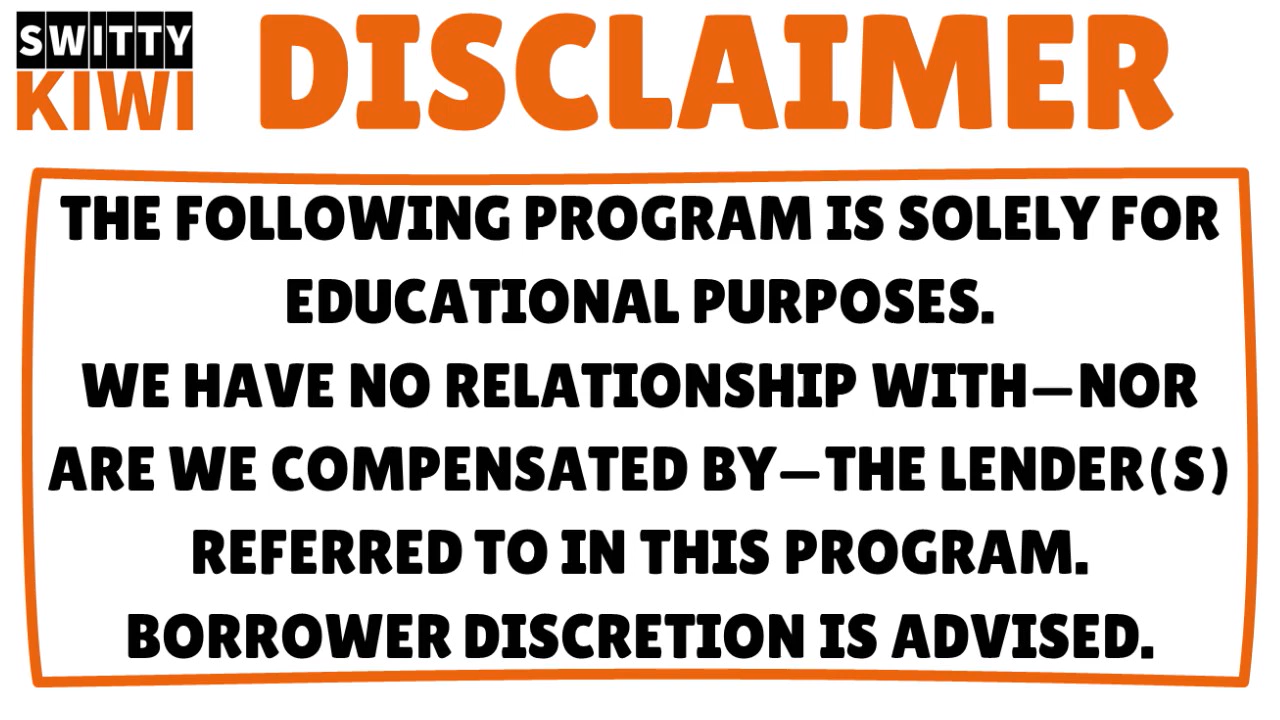 SWITTY
KIWI
DISCLAIMER
THE FOLLOWING PROGRAM IS SOLELY FOR
EDUCATIONAL PURPOSES.
WE HAVE NO RELATIONSHIP WITH—NOR
ARE WE COMPENSATED BY—THE LENDER(S)
REFERRED TO IN THIS PROGRAM.
BORROWER DISCRETION IS ADVISED.